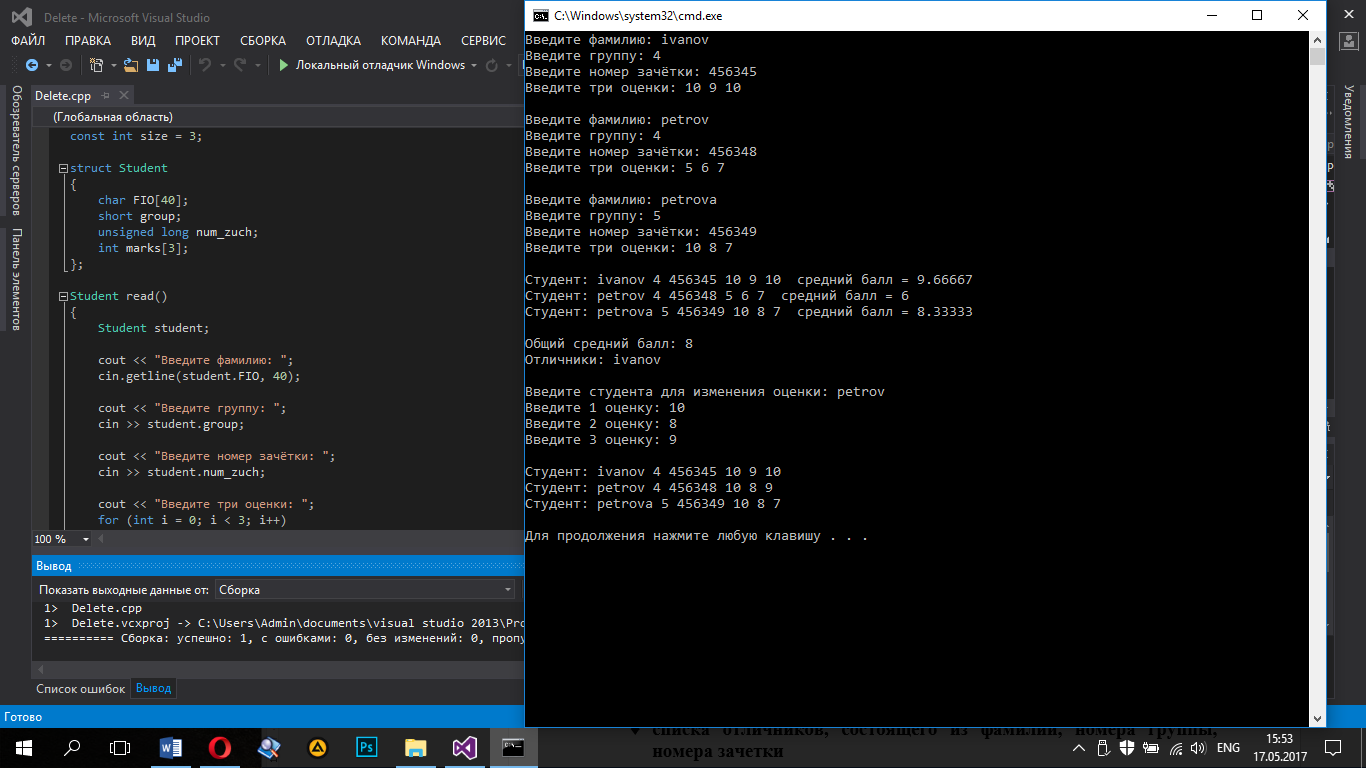 Delete - Microsoft Visual Studio
ФАЙЛ ПРАВКА ВИД ПРОЕКТ СБОРКА ОТЛАДКА КОМАНДА СЕРВИС
Локальный отладчик Windows
Обозреватель серверов
Панель элементов
Delete.cpp
(Глобальная область)
const int size = 3;
struct Student
{
char FIO[40];
short group;
unsigned long num_zuch;
int marks[3];
};
Student read()
{
Student student;
cout << "Введите фамилию: ";
cin.getline(student.FIO, 40);
cout << "Введите группу: ";
cin >> student.group;
cout << "Введите номер зачётки: ";
cin >> student.num_zuch;
cout << "Введите три оценки: ";
for (int i = 0; i < 3; i++)
100 %
Вывод
Показать выходные данные от: Сборка
1> Delete.cpp
1> Delete.vcxproj -> C:\Users\Admin\documents\visual studio 2013\Pro
========== Сборка: успешно: 1, с ошибками: 0, без изменений: 0, пропу
Список ошибок Вывод
Готово
C:\Windows\system32\cmd.exe
Введите фамилию: ivanov
Введите группу: 4
Введите номер зачётки: 456345
Введите три оценки: 10 9 10
Введите фамилию: petrov
Введите группу: 4
Введите номер зачётки: 456348
Введите три оценки: 5 6 7
Введите фамилию: petrova
Введите группу: 5
Введите номер зачётки: 456349
Введите три оценки: 10 8 7
Студент: ivanov 4 456345 10 9 10 средний балл = 9.66667
Студент: petrov 4 456348 5 6 7 средний балл = 6
Студент: petrova 5 456349 10 8 7 средний балл = 8.33333
Общий средний балл: 8
Отличники: ivanov
Введите студента для изменения оценки: petrov
Введите 1 оценку: 10
Введите 2 оценку: 8
Введите 3 оценку: 9
Студент: ivanov 4 456345 10 9 10
Студент: petrov 4 456348 10 8 9
Студент: petrova 5 456349 10 8 7
Для продолжения нажмите любую клавишу . . .
Уведомления
списка отличников, состоящего из фамилий, номера группы,
номера зачетки
Ps
ENG
15:53
17.05.2017